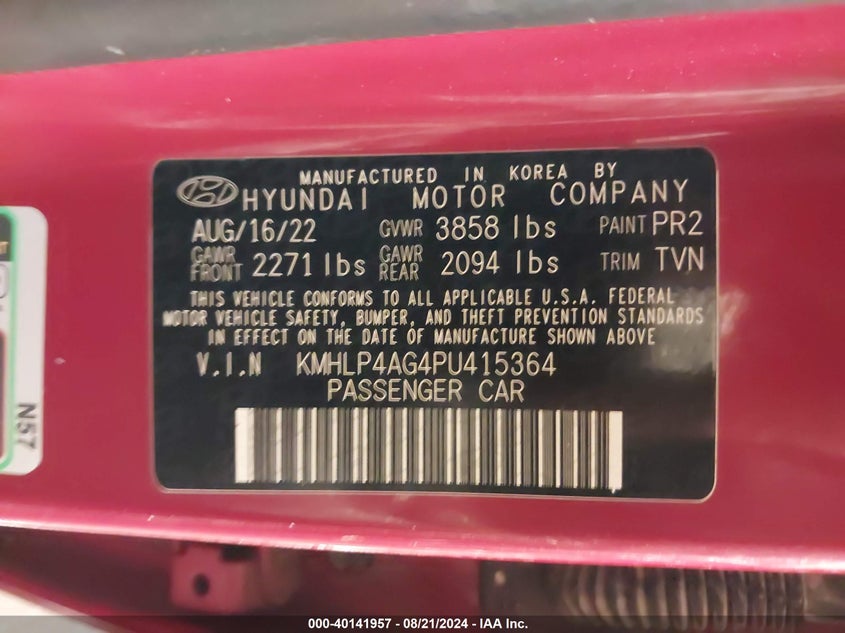 MANUFACTURED IN KOREA BY
HYUNDAI MOTOR COMPANY
AUG/16/22 GVWR 3858 lbs PAINT PR2
GAWR FRONT 2271 lbs GAWR REAR 2094 lbs TRIM TVN
THIS VEHICLE CONFORMS TO ALL APPLICABLE U.S.A. FEDERAL
MOTOR VEHICLE SAFETY, BUMPER, AND THEFT PREVENTION STANDARDS
IN EFFECT ON THE DATE OF MANUFACTURE SHOWN ABOVE
V.I.N KMHLP4AG4PU415364
PASSENGER CAR
N57
000-40141957 - 08/21/2024 - IAA Inc.